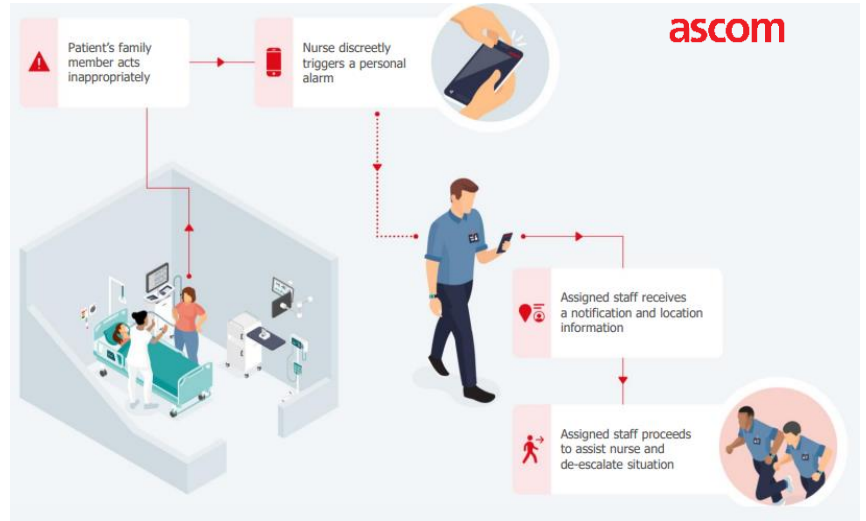 ascom
Patient's family
member acts
inappropriately
Nurse discreetly
triggers a personal
alarm
Assigned staff receives
a notification and location
information
Assigned staff proceeds
to assist nurse and
de-escalate situation